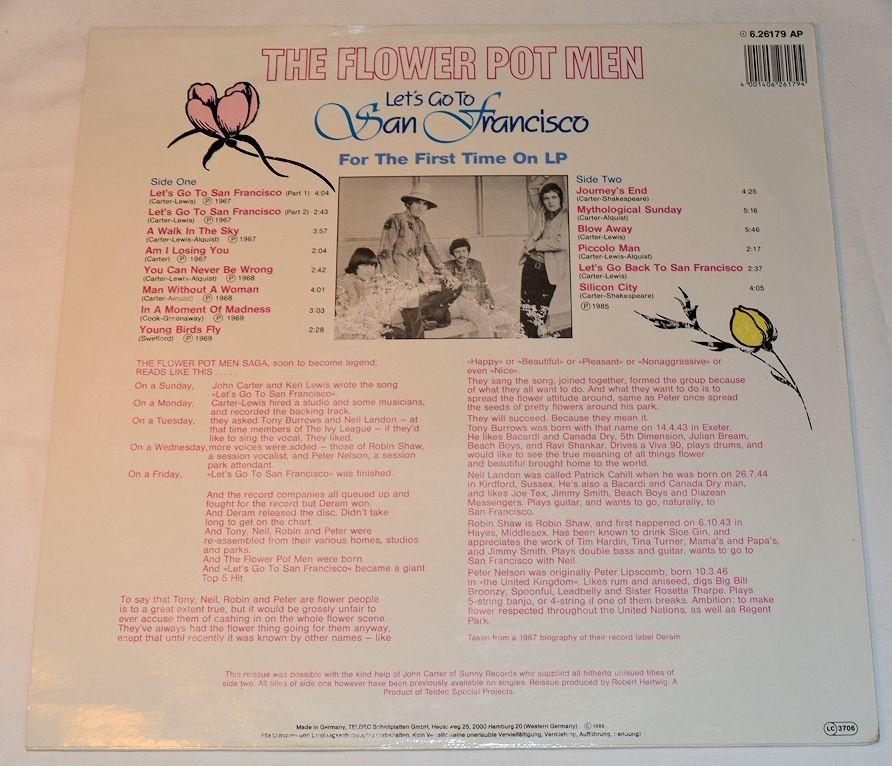 ℗ 6.26179 AP
THE FLOWER POT MEN
4 001406 261794
Let's Go To
San Francisco
For The First Time On LP
Side One
Let's Go To San Francisco (Part 1) 4:04
(Carter-Lewis) ℗ 1967
Let's Go To San Francisco (Part 2) 2:43
(Carter-Lewis) ℗ 1967
A Walk In The Sky 3:57
(Carter-Lewis-Alquist) ℗ 1967
Am I Losing You 2:04
(Carter) ℗ 1967
You Can Never Be Wrong 2:42
(Carter-Lewis-Alquist) ℗ 1968
Man Without A Woman 4:01
(Carter-Alquist) ℗ 1968
In A Moment Of Madness 3:03
(Cook-Greenaway) ℗ 1969
Young Birds Fly 2:28
(Swettord) ℗ 1969
Side Two
Journey's End 4:25
(Carter-Shakespeare)
Mythological Sunday 5:16
(Carter-Alquist)
Blow Away 5:46
(Carter-Lewis)
Piccolo Man 2:17
(Carter-Lewis)
Let's Go Back To San Francisco 2:37
(Carter-Lewis)
Silicon City 4:05
(Carter-Shakespeare)
℗ 1985
THE FLOWER POT MEN SAGA, soon to become legend,
READS LIKE THIS . . . . .
On a Sunday, John Carter and Ken Lewis wrote the song
»Let's Go To San Francisco«.
On a Monday, Carter-Lewis hired a studio and some musicians,
and recorded the backing track.
On a Tuesday, they asked Tony Burrows and Neil Landon – at
that time members of The Ivy League – if they'd
like to sing the vocal. They liked.
On a Wednesday, more voices were added – those of Robin Shaw,
a session vocalist, and Peter Nelson, a session
park attendant.
On a Friday, »Let's Go To San Francisco« was finished.
And the record companies all queued up and
fought for the record but Deram won.
And Deram released the disc. Didn't take
long to get on the chart.
And Tony, Neil, Robin and Peter were
re-assembled from their various homes, studios
and parks.
And The Flower Pot Men were born.
And »Let's Go To San Francisco« became a giant
Top 5 Hit.
To say that Tony, Neil, Robin and Peter are flower people
is to a great extent true, but it would be grossly unfair to
ever accuse them of cashing in on the whole flower scene.
They've always had the flower thing going for them anyway,
except that until recently it was known by other names – like
»Happy« or »Beautiful« or »Pleasant« or »Nonaggressive« or
even »Nice«.
They sang the song, joined together, formed the group because
of what they all want to do. And what they want to do is to
spread the flower attitude around, same as Peter once spread
the seeds of pretty flowers around his park.
They will succeed. Because they mean it.
Tony Burrows was born with that name on 14.4.43 in Exeter.
He likes Bacardi and Canada Dry, 5th Dimension, Julian Bream,
Beach Boys, and Ravi Shankar. Drives a Viva 90, plays drums, and
would like to see the true meaning of all things flower
and beautiful brought home to the world.
Neil Landon was called Patrick Cahill when he was born on 26.7.44
in Kirdford, Sussex. He's also a Bacardi and Canada Dry man,
and likes Joe Tex, Jimmy Smith, Beach Boys and Diazean
Messengers. Plays guitar, and wants to go, naturally, to
San Francisco.
Robin Shaw is Robin Shaw, and first happened on 6.10.43 in
Hayes, Middlesex. Has been known to drink Sloe Gin, and
appreciates the work of Tim Hardin, Tina Turner, Mama's and Papa's,
and Jimmy Smith. Plays double bass and guitar, wants to go to
San Francisco with Neil.
Peter Nelson was originally Peter Lipscomb, born 10.3.46
in »the United Kingdom«. Likes rum and aniseed, digs Big Bill
Broonzy, Spoonful, Leadbelly and Sister Rosetta Tharpe. Plays
5-string banjo, or 4-string if one of them breaks. Ambition: to make
flower respected throughout the United Nations, as well as Regent
Park.
Taken from a 1967 biography of their record label Deram.
This reissue was possible with the kind help of John Carter of Sunny Records who supplied all hitherto unisued titles of
side two. All titles of side one however have been previously available on singles. Reissue produced by Robert Hertwig. A
Product of Teldec Special Projects.
Made in Germany, TELDEC Schallplatten GmbH, Heussweg 25, 2000 Hamburg 20 (Western Germany) ℗ 1985
vorbehalten. Kein Verleih! Keine unerlaubte Vervielfältigung, Vermietung, Aufführung, Sendung!
LC 3706